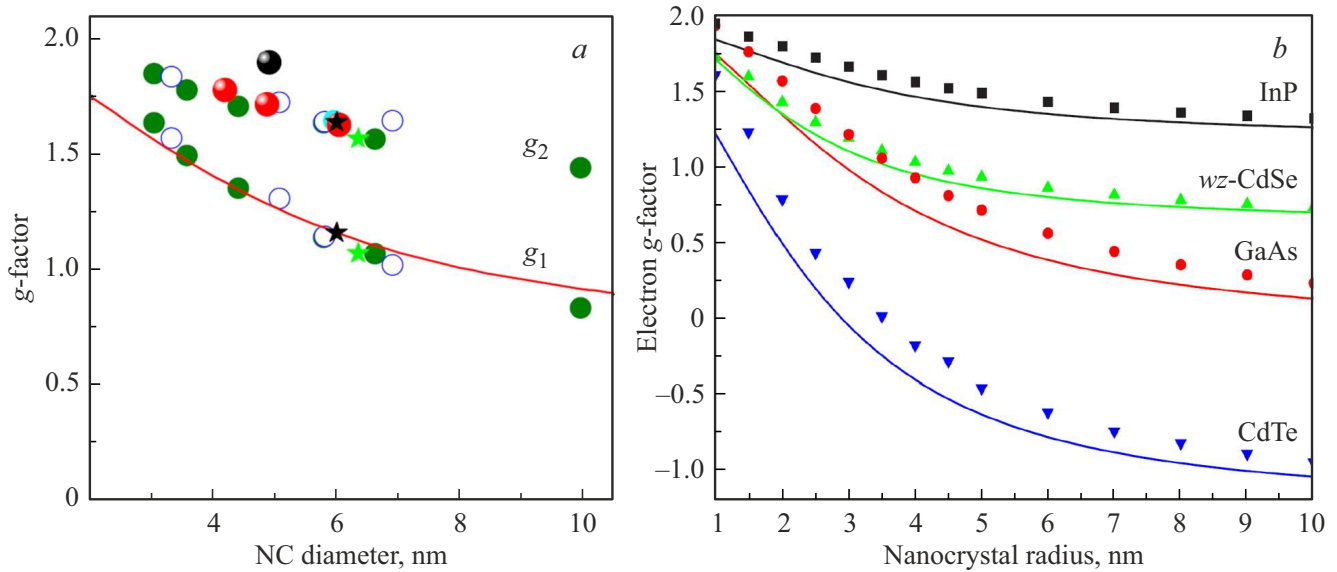 a
g-factor
2.0
1.5
1.0
0.5
0
g2
g1
4
6
8
10
NC diameter, nm
b
Electron g-factor
2.0
1.5
1.0
0.5
0
–0.5
–1.0
InP
wz-CdSe
GaAs
CdTe
1
2
3
4
5
6
7
8
9
10
Nanocrystal radius, nm